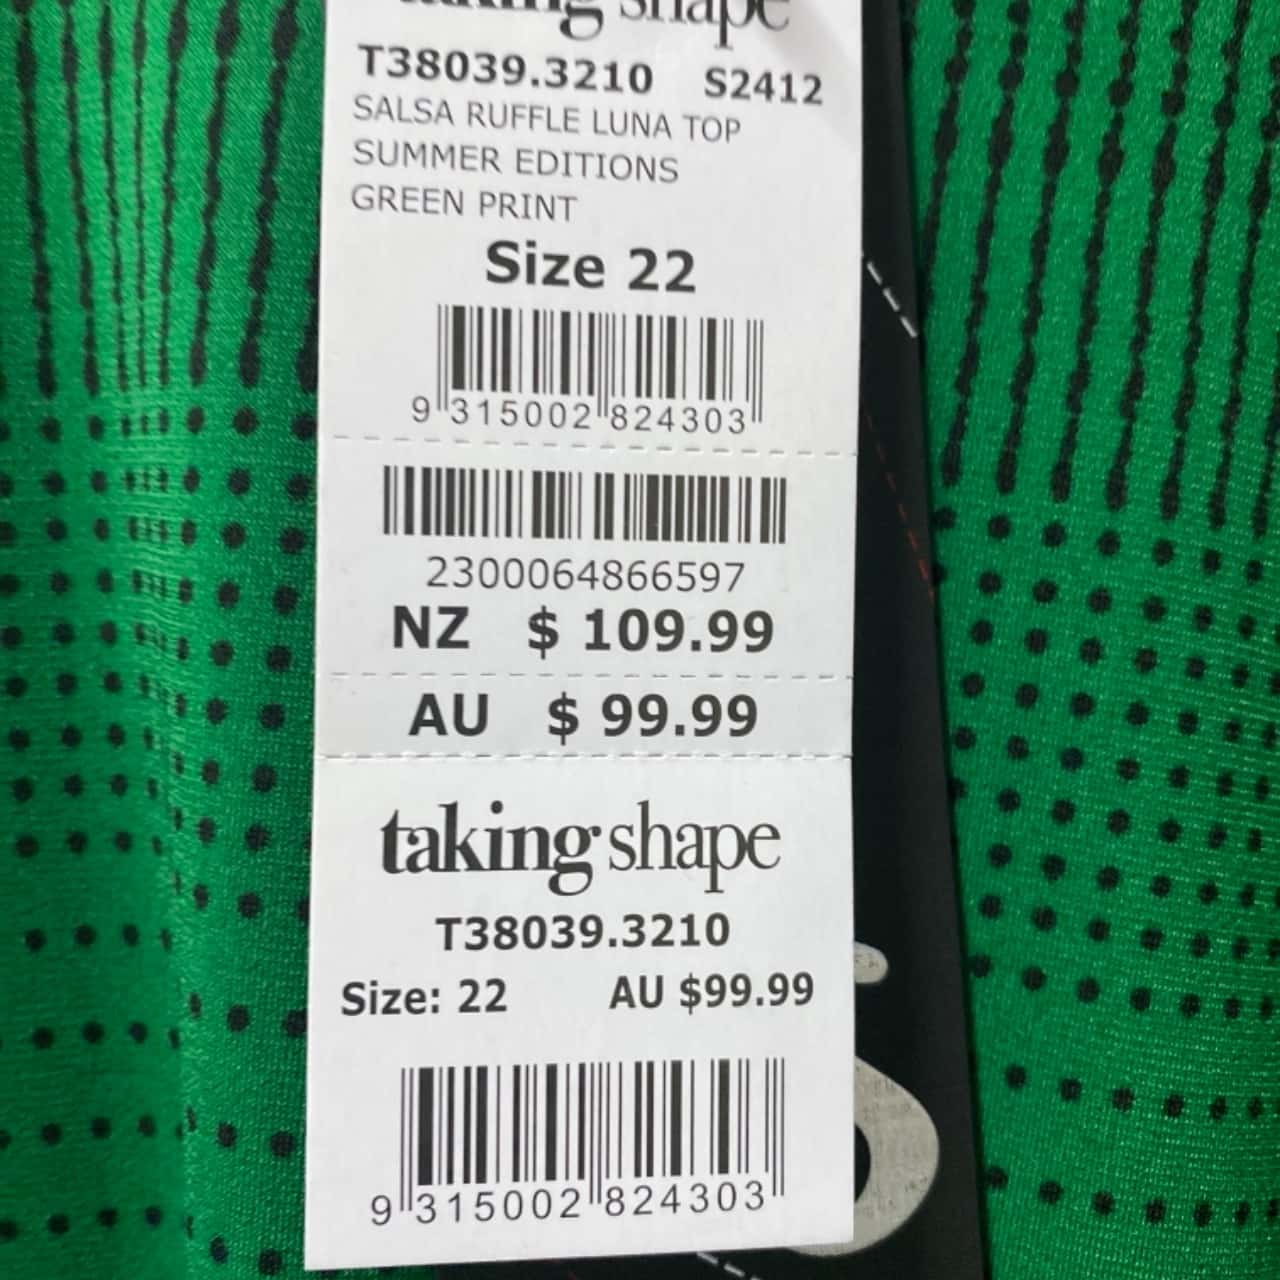 taking shape
T38039.3210 S2412
SALSA RUFFLE LUNA TOP
SUMMER EDITIONS
GREEN PRINT
Size 22
9 315002 824303
2300064866597
NZ $ 109.99
AU $ 99.99
taking shape
T38039.3210
Size: 22 AU $99.99
9 315002 824303